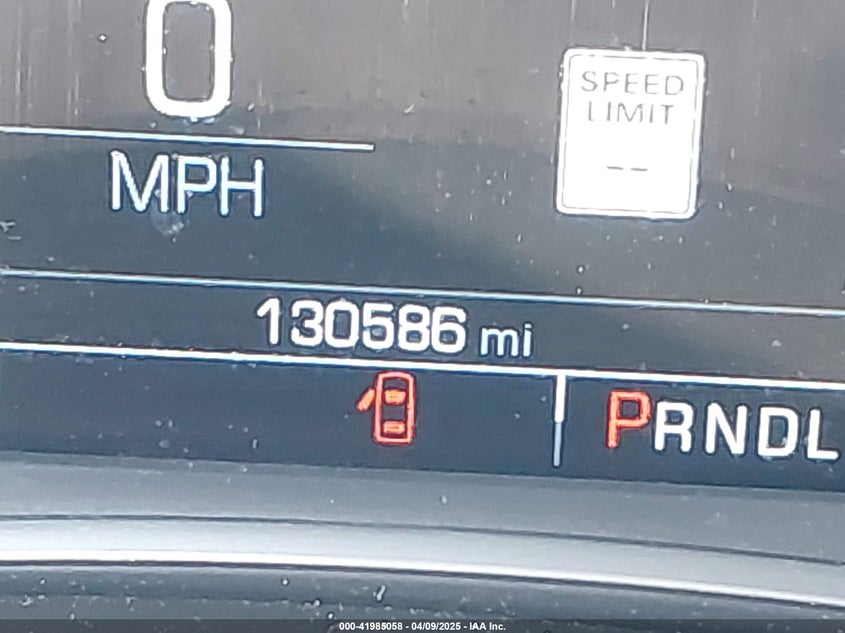 0
MPH
SPEED
LIMIT
--
130586 mi
PRNDL
000-41985058 - 04/09/2025 - IAA Inc.